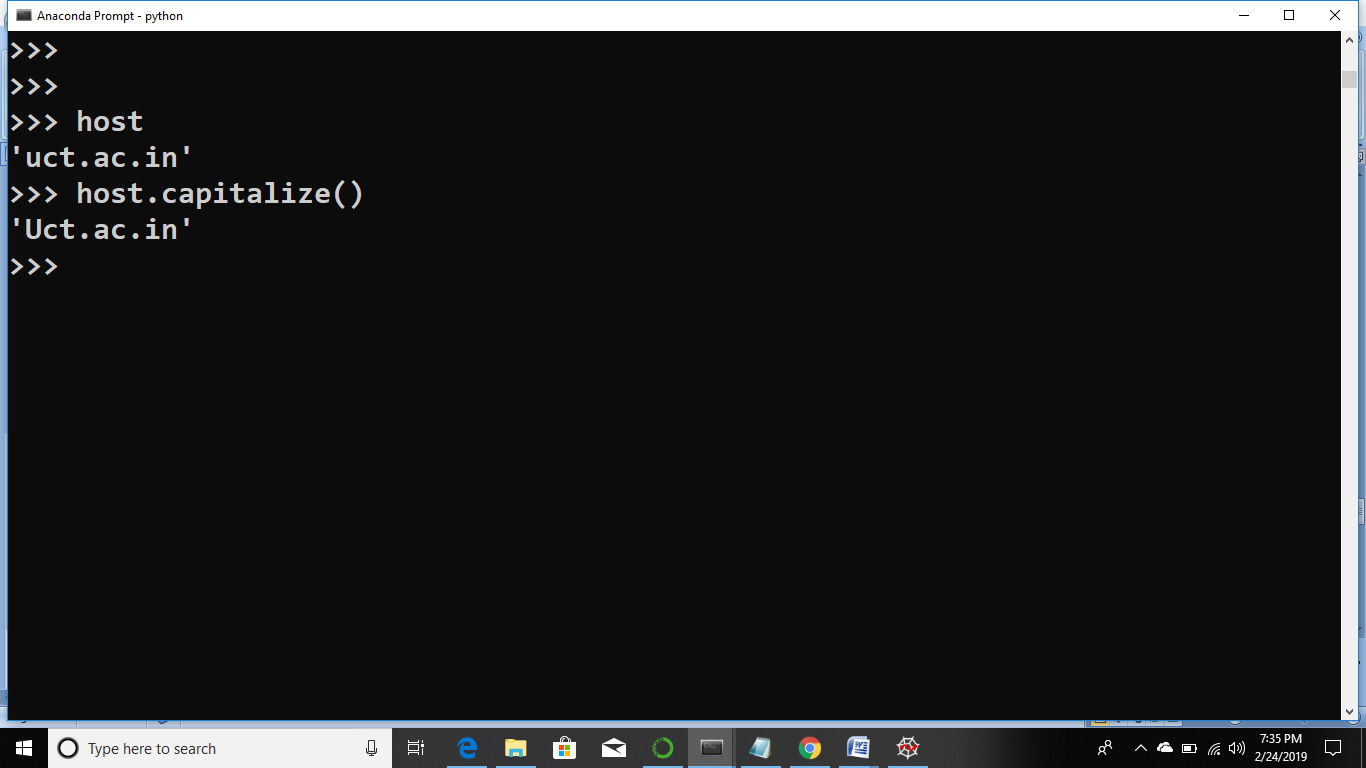 Anaconda Prompt - python
>>>
>>>
>>> host
'uct.ac.in'
>>> host.capitalize()
'Uct.ac.in'
>>>
Type here to search
7:35 PM
2/24/2019